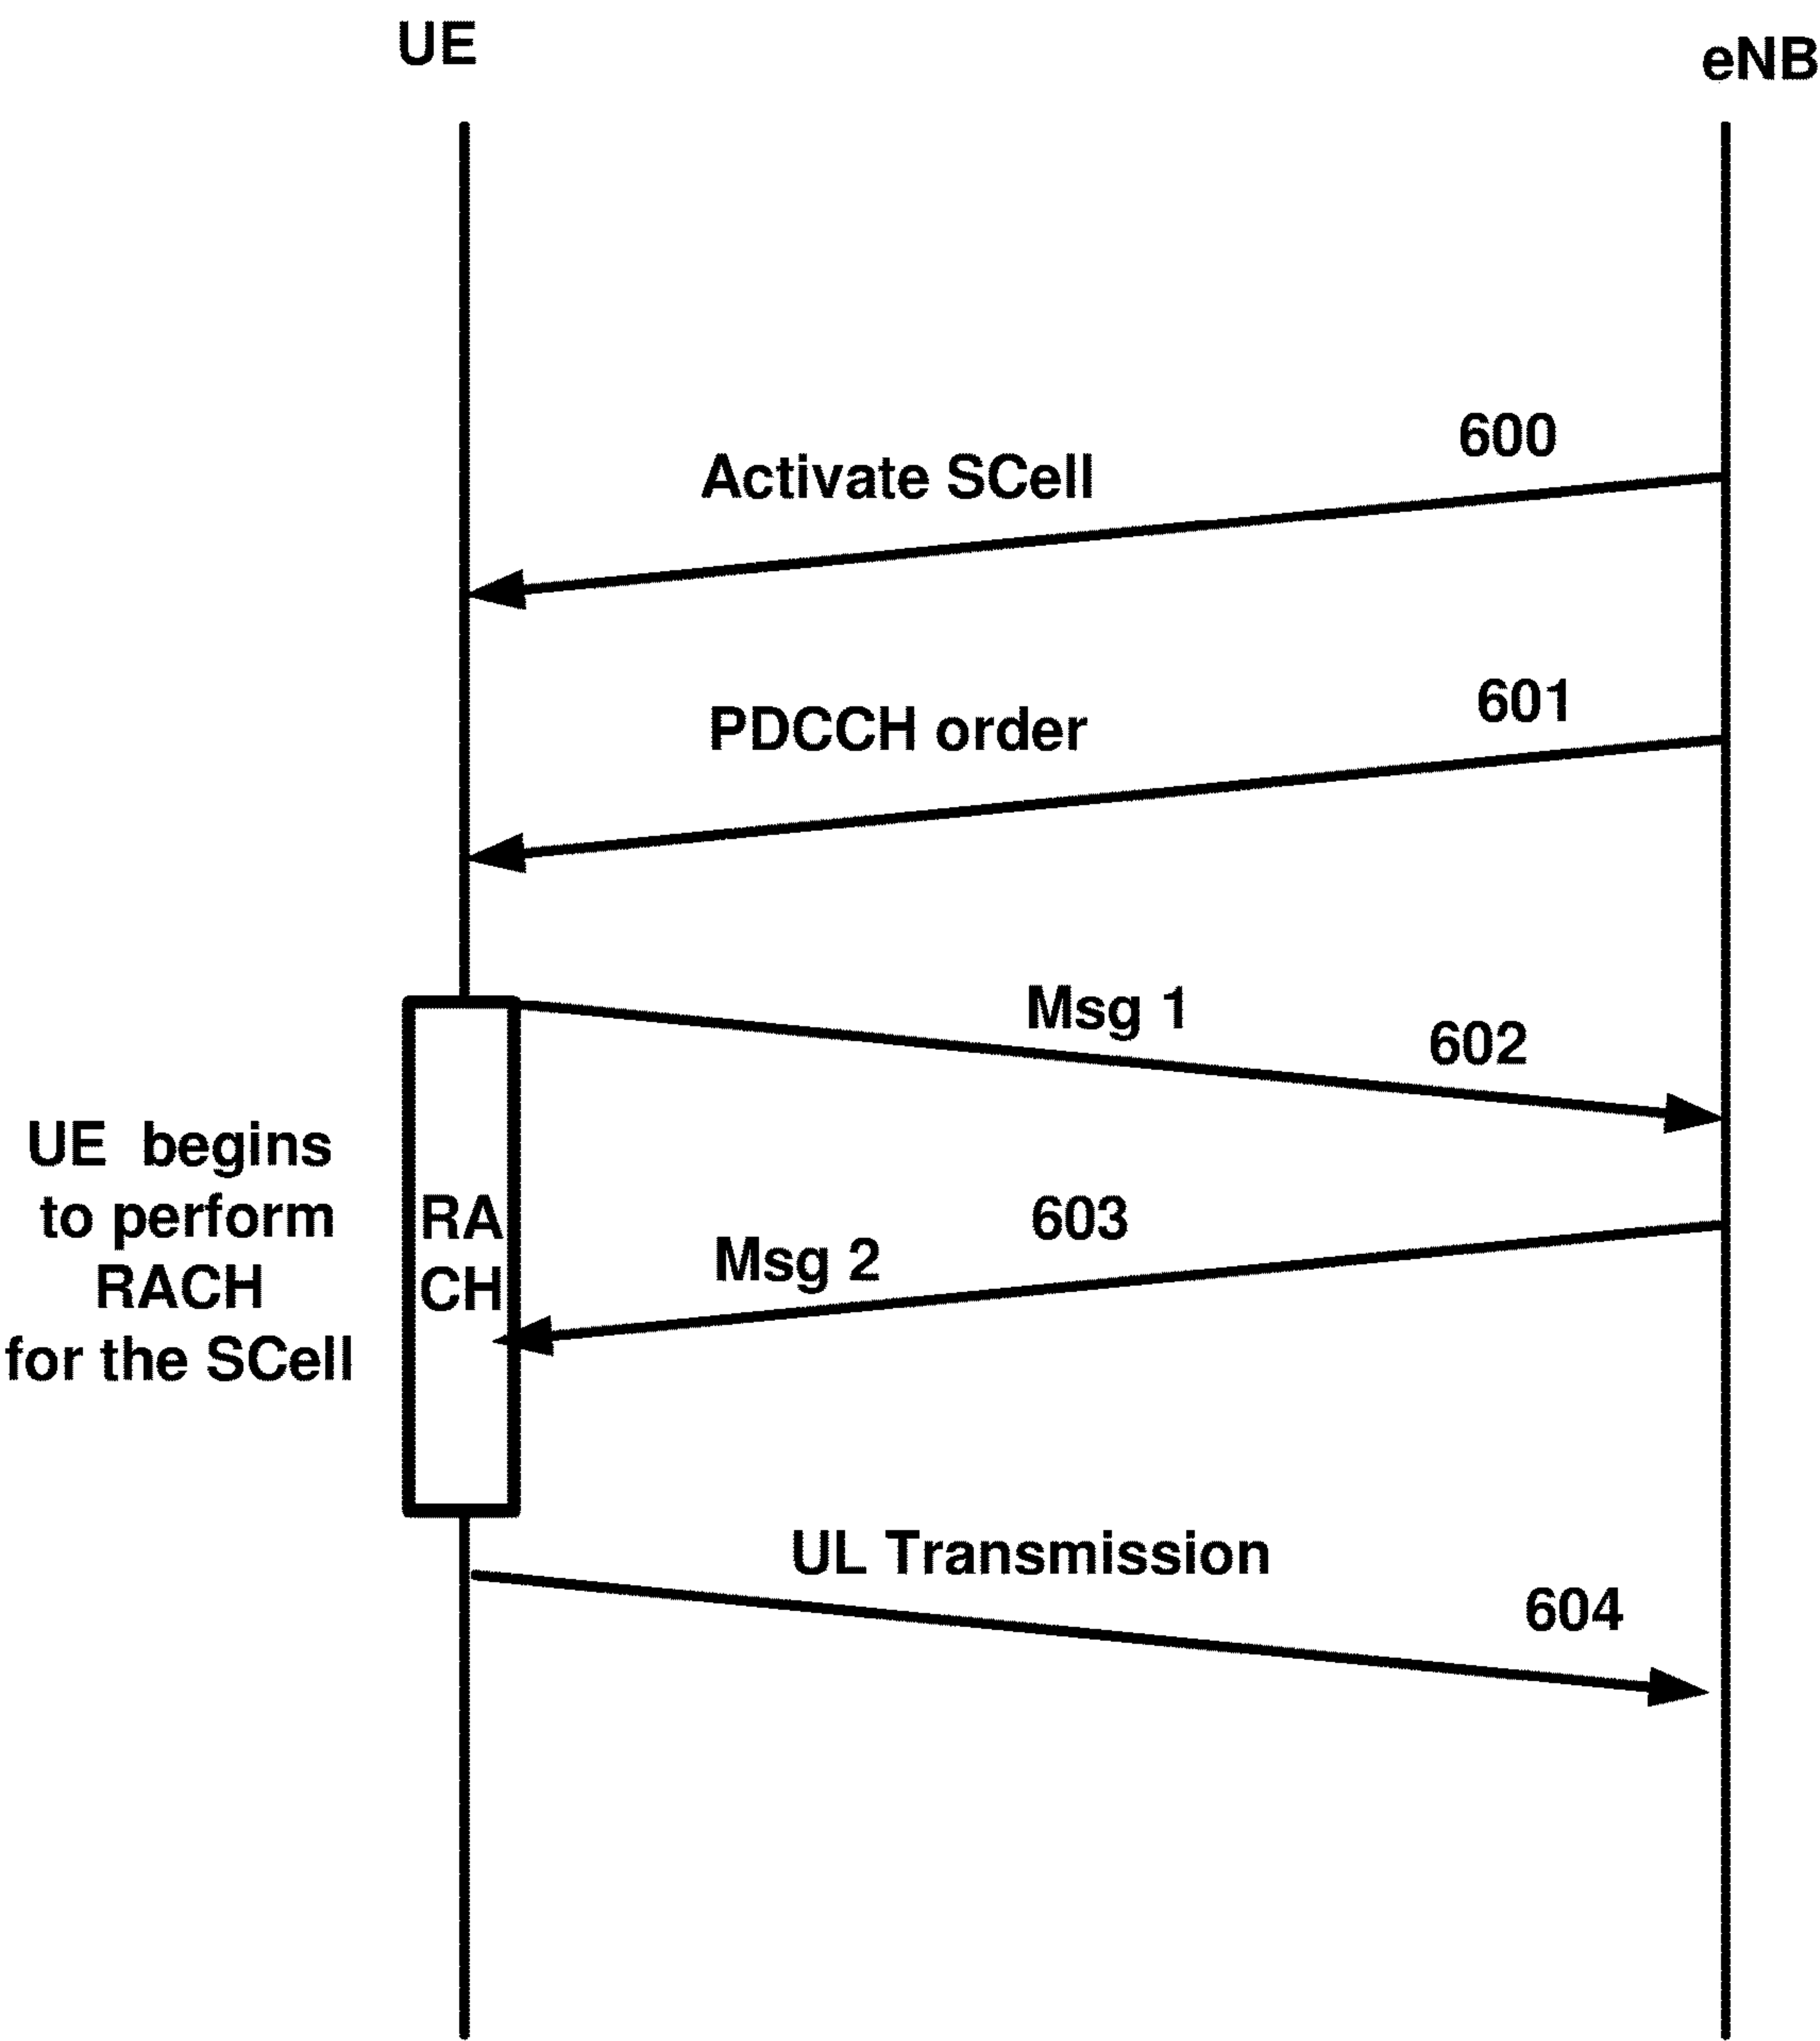 UE
eNB
600
Activate SCell
601
PDCCH order
Msg 1
602
UE begins
to perform
RACH
for the SCell
RA
CH
603
Msg 2
UL Transmission
604